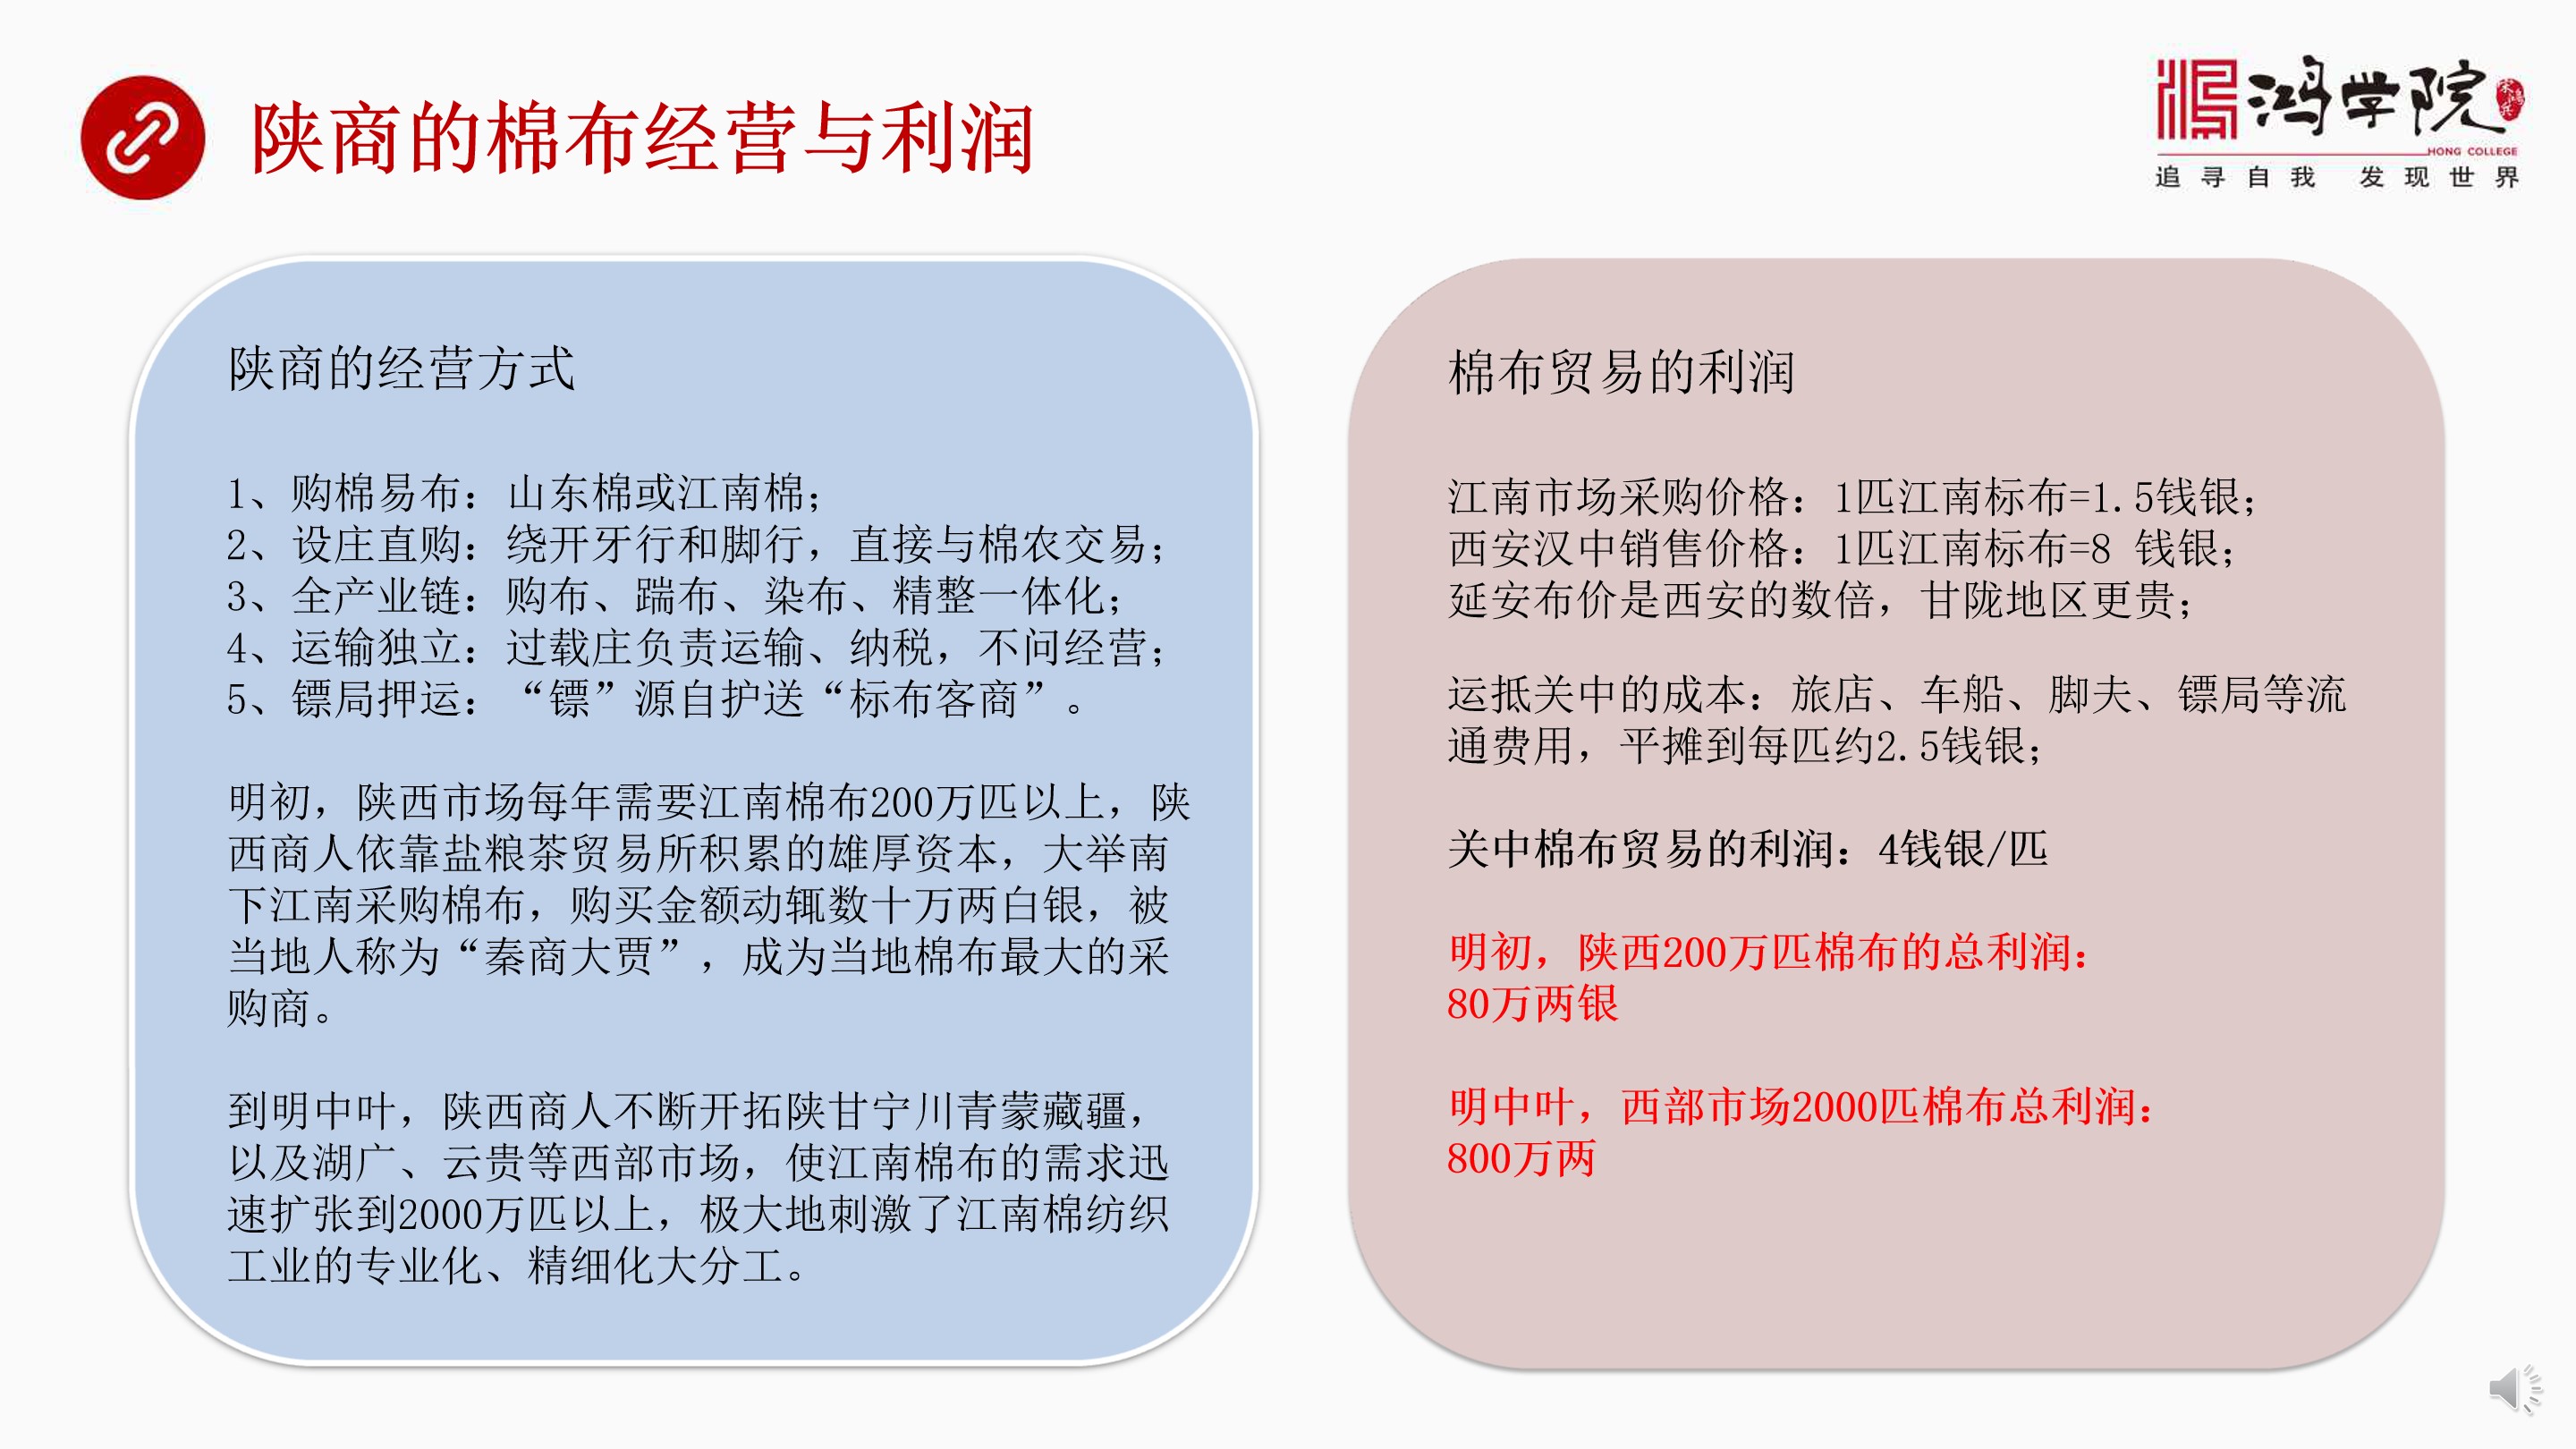 陕商的棉布经营与利润
鸿学院
HONG COLLEGE
追寻自我 发现世界
陕商的经营方式
1、购棉易布：山东棉或江南棉；
2、设庄直购：绕开牙行和脚行，直接与棉农交易；
3、全产业链：购布、踹布、染布、精整一体化；
4、运输独立：过载庄负责运输、纳税，不问经营；
5、镖局押运：“镖”源自护送“标布客商”。
明初，陕西市场每年需要江南棉布200万匹以上，陕
西商人依靠盐粮茶贸易所积累的雄厚资本，大举南
下江南采购棉布，购买金额动辄数十万两白银，被
当地人称为“秦商大贾”，成为当地棉布最大的采
购商。
到明中叶，陕西商人不断开拓陕甘宁川青蒙藏疆，
以及湖广、云贵等西部市场，使江南棉布的需求迅
速扩张到2000万匹以上，极大地刺激了江南棉纺织
工业的专业化、精细化大分工。
棉布贸易的利润
江南市场采购价格：1匹江南标布=1.5钱银；
西安汉中销售价格：1匹江南标布=8 钱银；
延安布价是西安的数倍，甘陇地区更贵；
运抵关中的成本：旅店、车船、脚夫、镖局等流
通费用，平摊到每匹约2.5钱银；
关中棉布贸易的利润：4钱银/匹
明初，陕西200万匹棉布的总利润：
80万两银
明中叶，西部市场2000匹棉布总利润：
800万两